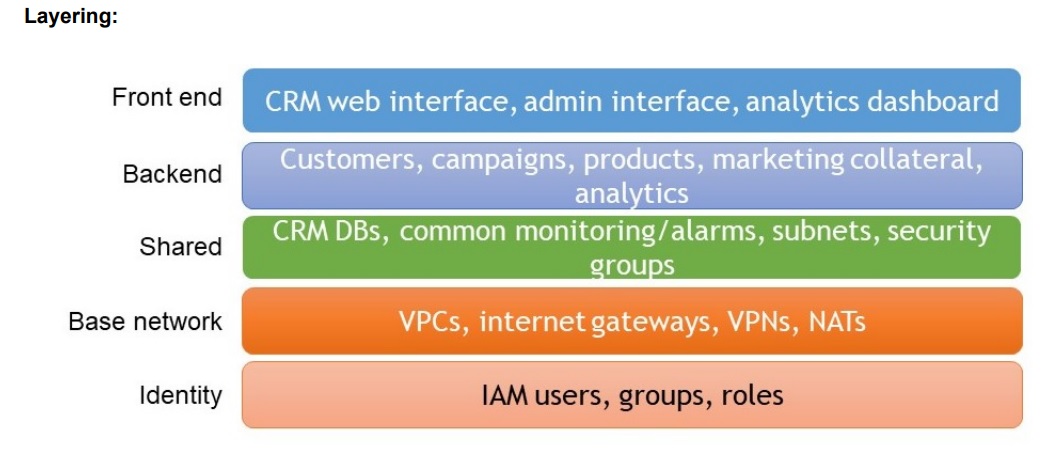 Layering:
Front end
CRM web interface, admin interface, analytics dashboard
Backend
Customers, campaigns, products, marketing collateral,
analytics
Shared
CRM DBs, common monitoring/alarms, subnets, security
groups
Base network
VPCs, internet gateways, VPNs, NATs
Identity
IAM users, groups, roles